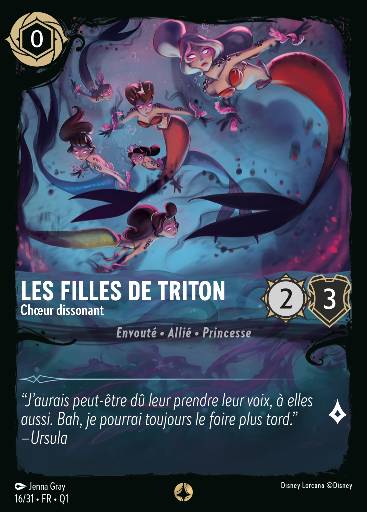 0
LES FILLES DE TRITON
Chœur dissonant
2
3
Envouté • Allié • Princesse
“J’aurais peut-être dû leur prendre leur voix, à elles
aussi. Bah, je pourrai toujours le faire plus tard.”
—Ursula
Jenna Gray
16/31 • FR • Q1
Disney Lorcana ©Disney